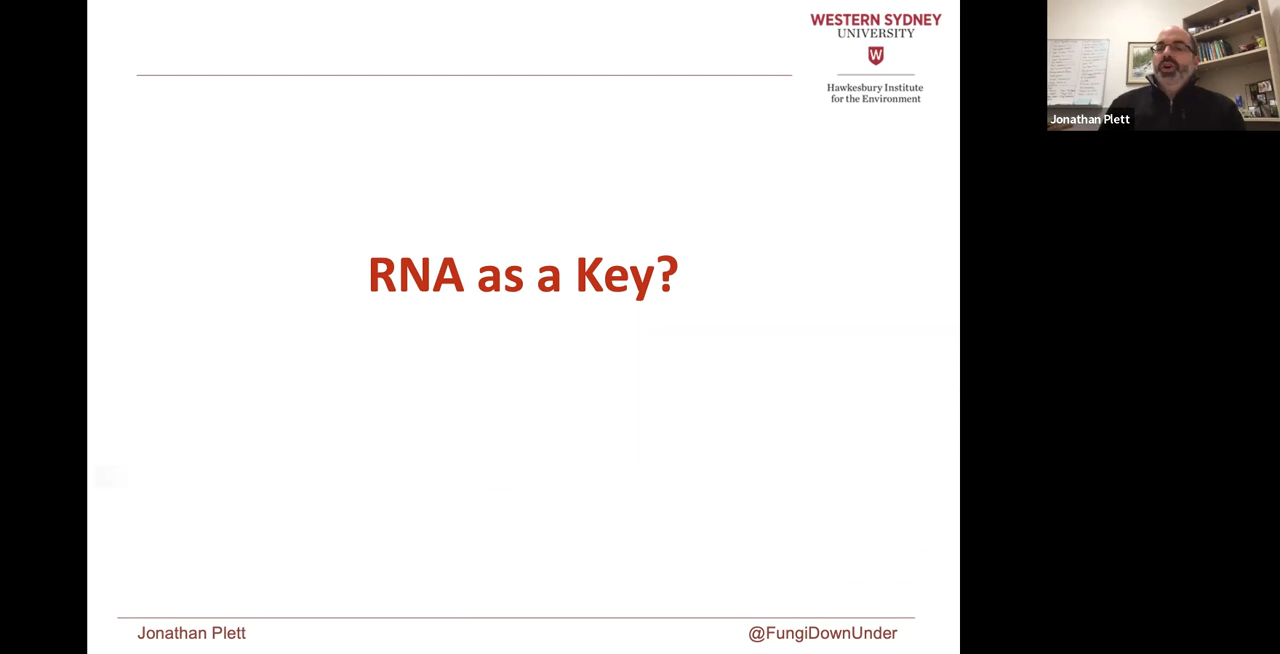 WESTERN SYDNEY
UNIVERSITY
W
Hawkesbury Institute
for the Environment
Jonathan Plett
RNA as a Key?
Jonathan Plett
@FungiDownUnder